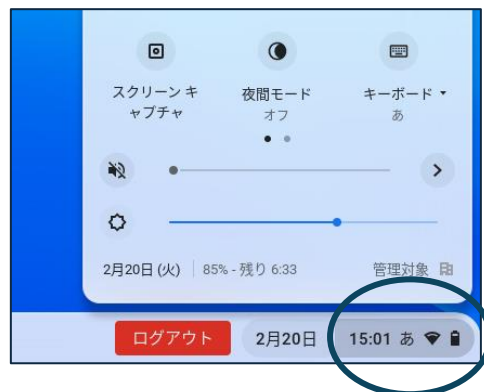 スクリーン キ
ャプチャ
夜間モード
オフ
キーボード
あ
2月20日 (火) 85% - 残り 6:33 管理対象
ログアウト 2月20日 15:01 あ